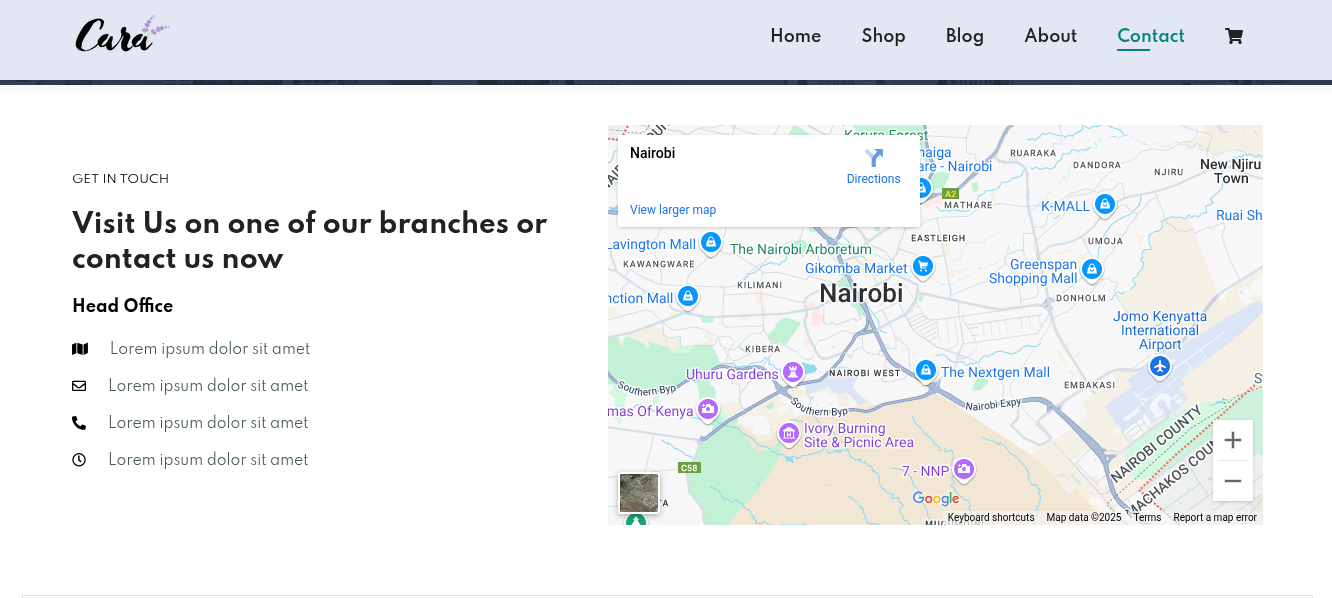 Cara
Home Shop Blog About Contact
GET IN TOUCH
Visit Us on one of our branches or
contact us now
Head Office
Lorem ipsum dolor sit amet
Lorem ipsum dolor sit amet
Lorem ipsum dolor sit amet
Lorem ipsum dolor sit amet
Nairobi
Directions
View larger map
Karura Forest
RUARAKA
DANDORA
NJIRU
New Njiru
Town
are - Nairobi
A2
MATHARE
K-MALL
Ruai Sh
Lavington Mall
The Nairobi Arboretum
EASTLEIGH
UMOJA
KAWANGWARE
Gikomba Market
Greenspan
Shopping Mall
KILIMANI
nction Mall
Nairobi
DONHOLM
Jomo Kenyatta
International
Airport
KIBERA
Uhuru Gardens
NAIROBI WEST
The Nextgen Mall
EMBAKASI
Southern Byp
Southern Byp
Nairobi Expy
mas Of Kenya
Ivory Burning
Site & Picnic Area
NAIROBI COUNTY
MACHAKOS COUN
C58
7 - NNP
Google
Keyboard shortcuts Map data ©2025 Terms Report a map error